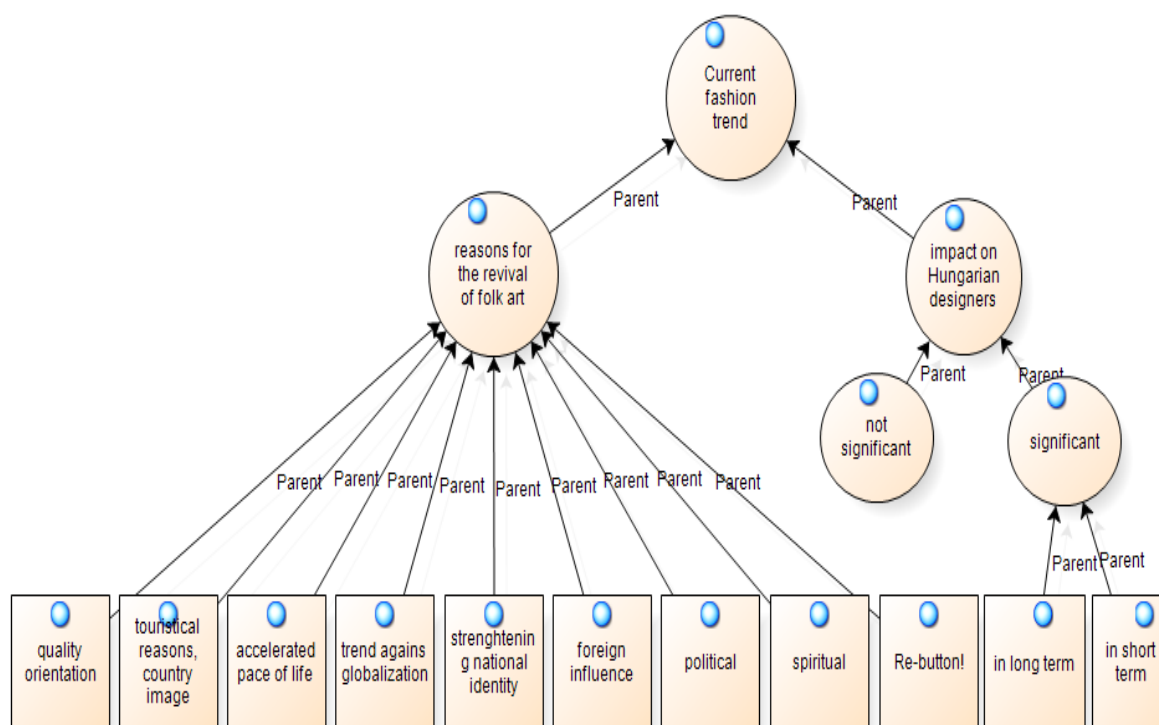 Current
fashion
trend
Parent
Parent
reasons for
the revival
of folk art
impact on
Hungarian
designers
Parent
Parent
not
significant
significant
Parent
Parent
Parent
Parent
Parent
Parent
Parent
Parent
Parent
Parent
Parent
quality
orientation
touristical
reasons,
country
image
accelerated
pace of life
trend agains
globalization
strenghtenin
g national
identity
foreign
influence
political
spiritual
Re-button!
in long term
in short
term